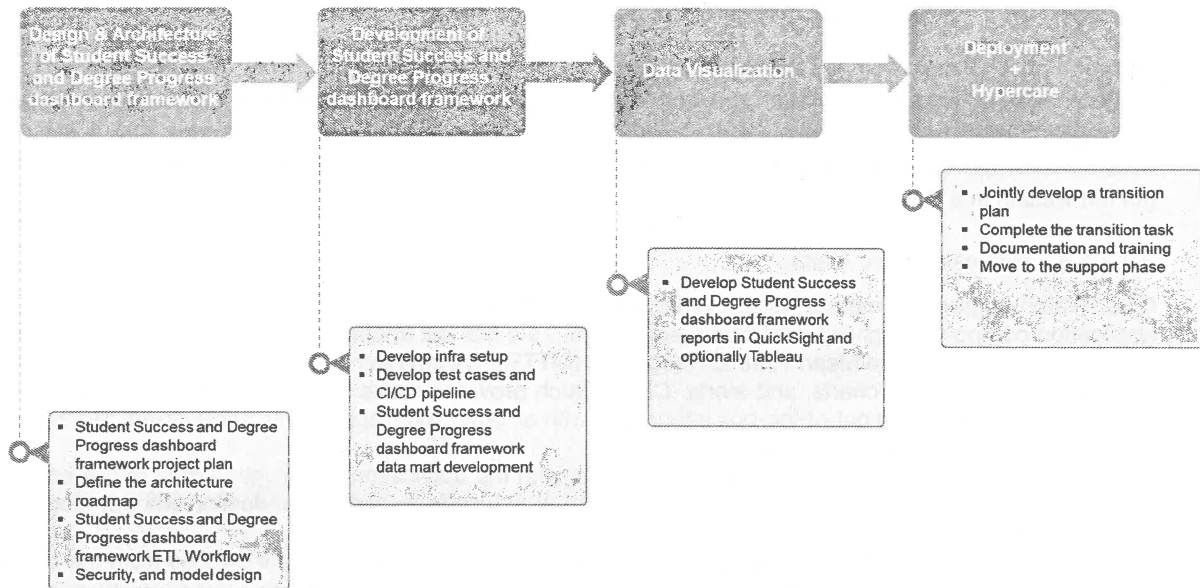 Design & Architecture
of Student Success
and Degree Progress
dashboard framework
Development of
Student Success and
Degree Progress
dashboard framework
Data Visualization
Deployment
+
Hypercare
▪ Jointly develop a transition
plan
▪ Complete the transition task
▪ Documentation and training
▪ Move to the support phase
▪ Develop Student Success
and Degree Progress
dashboard framework
reports in QuickSight and
optionally Tableau
▪ Develop infra setup
▪ Develop test cases and
CI/CD pipeline
▪ Student Success and
Degree Progress
dashboard framework
data mart development
▪ Student Success and Degree
Progress dashboard
framework project plan
▪ Define the architecture
roadmap
▪ Student Success and Degree
Progress dashboard
framework ETL Workflow
▪ Security, and model design